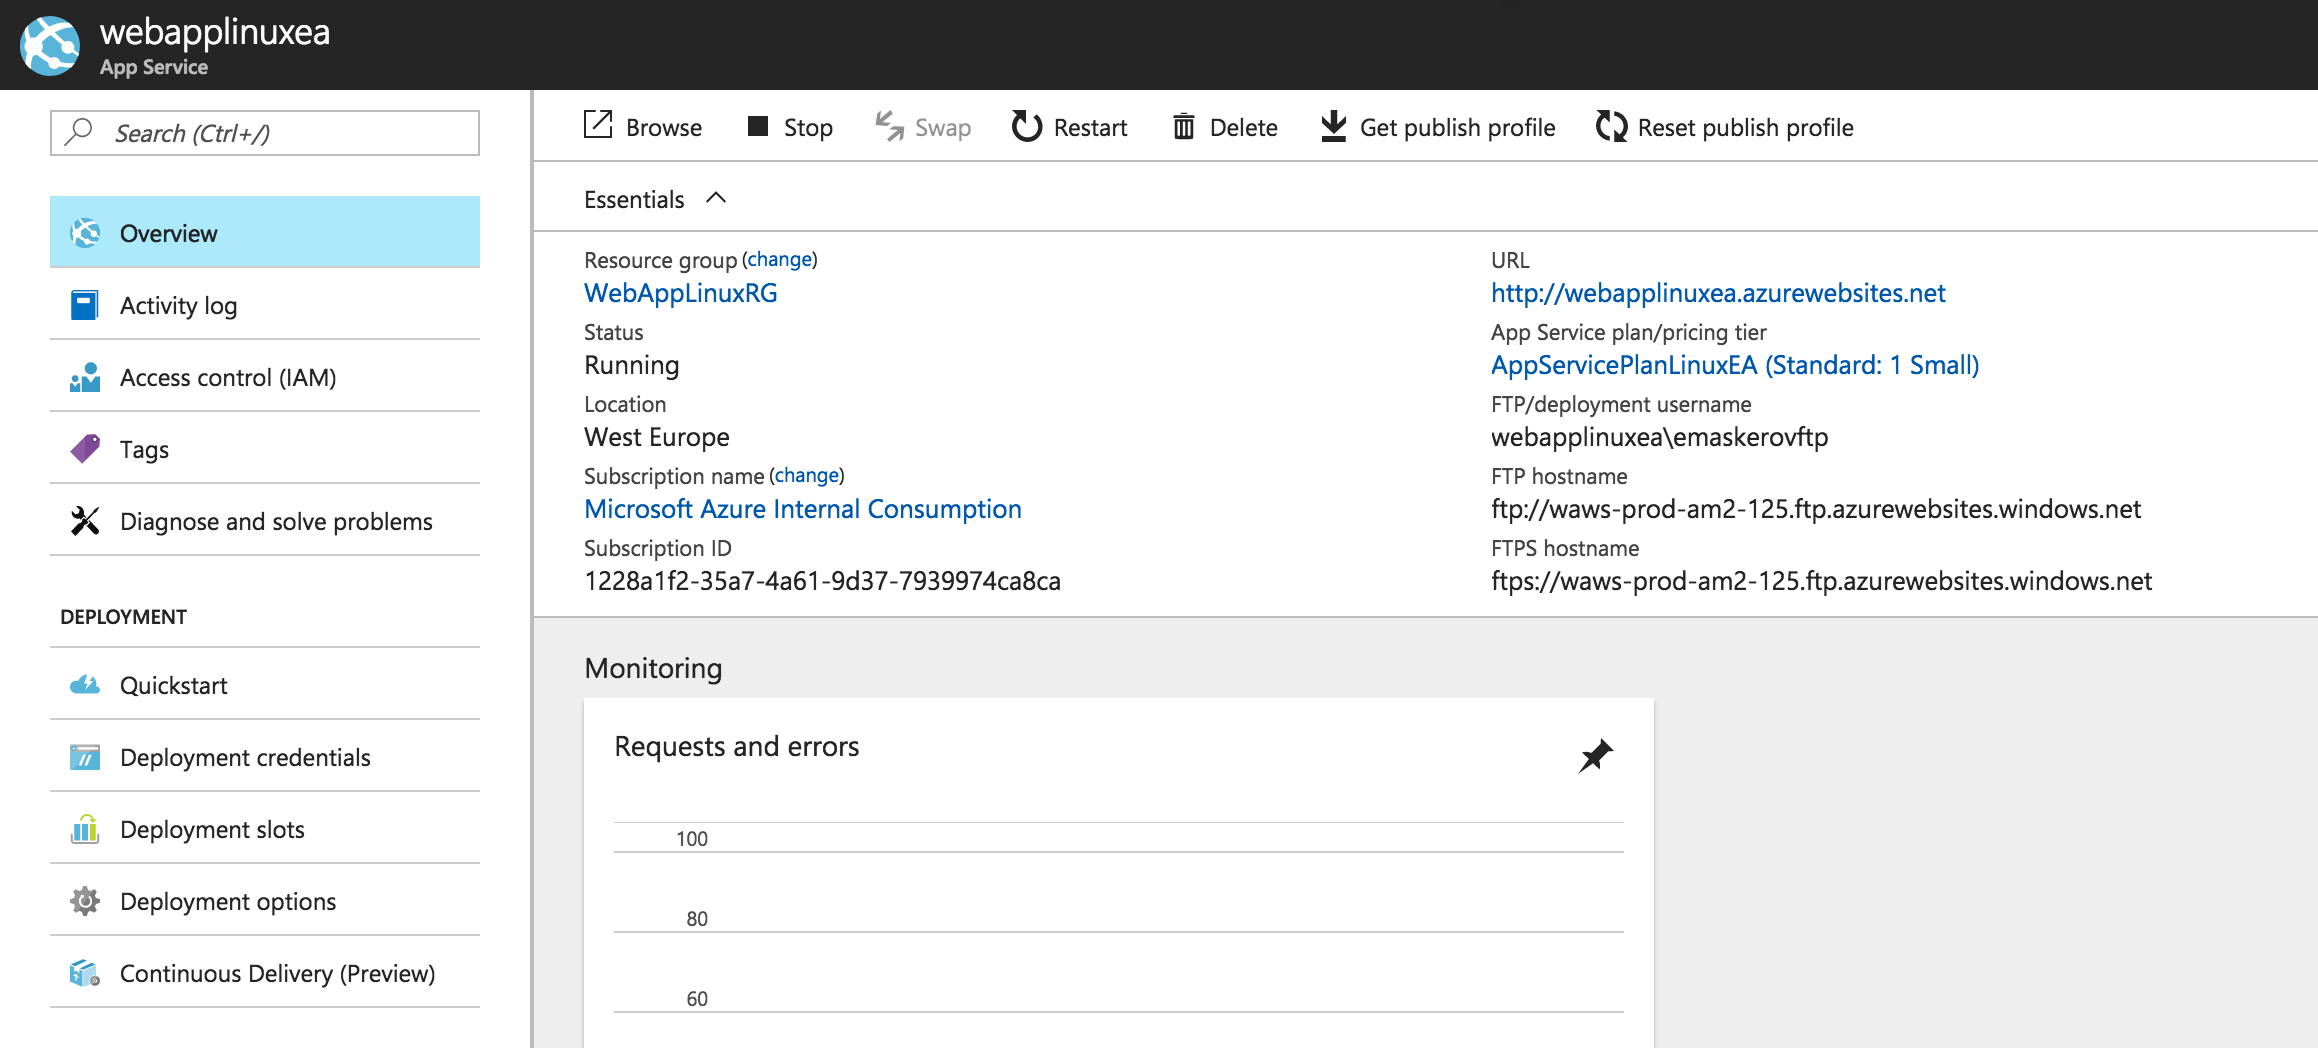 webapplinuxea
App Service
Search (Ctrl+/)
Overview
Activity log
Access control (IAM)
Tags
Diagnose and solve problems
DEPLOYMENT
Quickstart
Deployment credentials
Deployment slots
Deployment options
Continuous Delivery (Preview)
Browse Stop Swap Restart Delete Get publish profile Reset publish profile
Essentials
Resource group (change)
WebAppLinuxRG
Status
Running
Location
West Europe
Subscription name (change)
Microsoft Azure Internal Consumption
Subscription ID
1228a1f2-35a7-4a61-9d37-7939974ca8ca
URL
http://webapplinuxea.azurewebsites.net
App Service plan/pricing tier
AppServicePlanLinuxEA (Standard: 1 Small)
FTP/deployment username
webapplinuxea\emaskerovftp
FTP hostname
ftp://waws-prod-am2-125.ftp.azurewebsites.windows.net
FTPS hostname
ftps://waws-prod-am2-125.ftp.azurewebsites.windows.net
Monitoring
Requests and errors
100
80
60